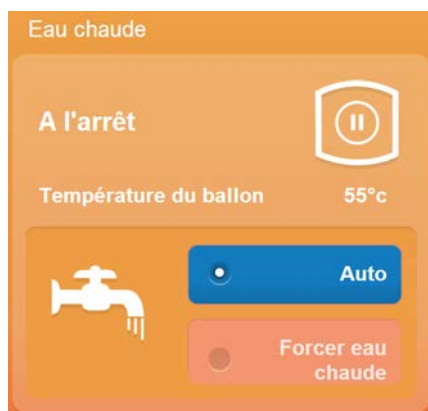 Eau chaude
A l'arrêt
Température du ballon 55°c
Auto
Forcer eau
chaude